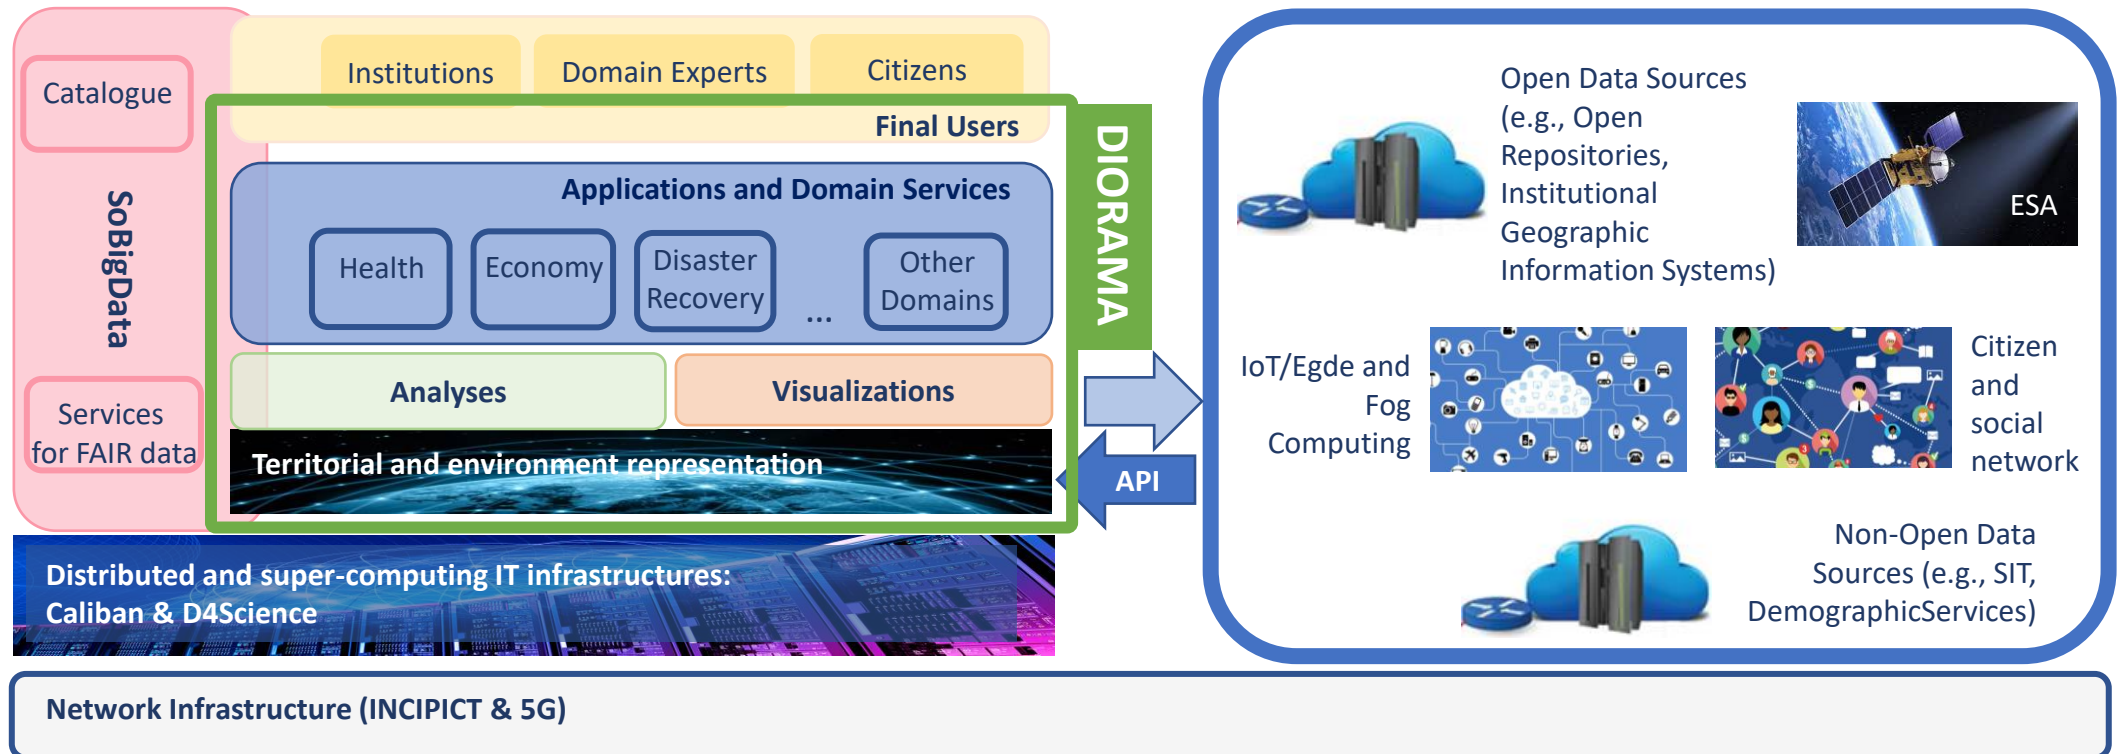 Catalogue
SoBigData
Services
for FAIR data
Institutions
Domain Experts
Citizens
Final Users
Applications and Domain Services
Health
Economy
Disaster
Recovery
...
Other
Domains
Analyses
Visualizations
Territorial and environment representation
DIORAMA
API
Distributed and super-computing IT infrastructures:
Caliban & D4Science
Open Data Sources
(e.g., Open
Repositories,
Institutional
Geographic
Information Systems)
ESA
IoT/Egde and
Fog
Computing
Citizen
and
social
network
Non-Open Data
Sources (e.g., SIT,
DemographicServices)
Network Infrastructure (INCIPICT & 5G)